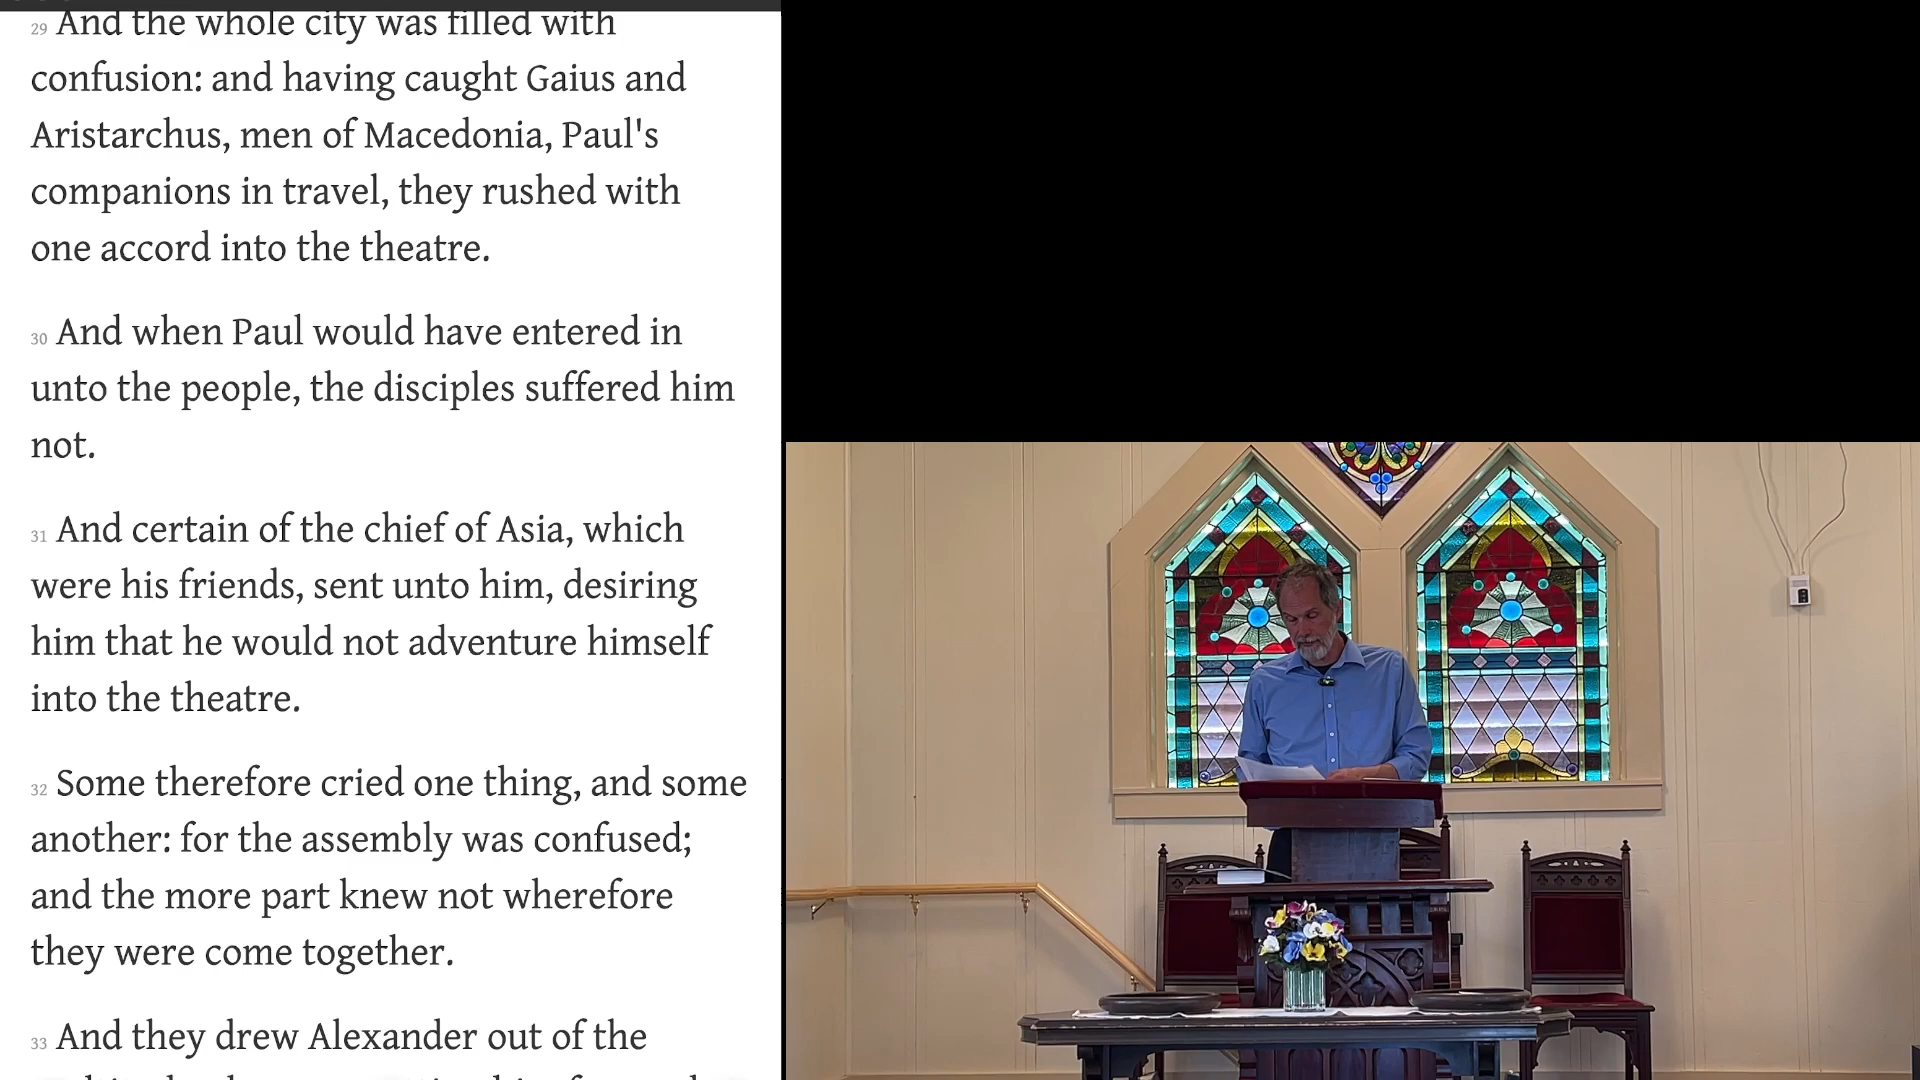 29 And the whole city was filled with
confusion: and having caught Gaius and
Aristarchus, men of Macedonia, Paul's
companions in travel, they rushed with
one accord into the theatre.
30 And when Paul would have entered in
unto the people, the disciples suffered him
not.
31 And certain of the chief of Asia, which
were his friends, sent unto him, desiring
him that he would not adventure himself
into the theatre.
32 Some therefore cried one thing, and some
another: for the assembly was confused;
and the more part knew not wherefore
they were come together.
33 And they drew Alexander out of the